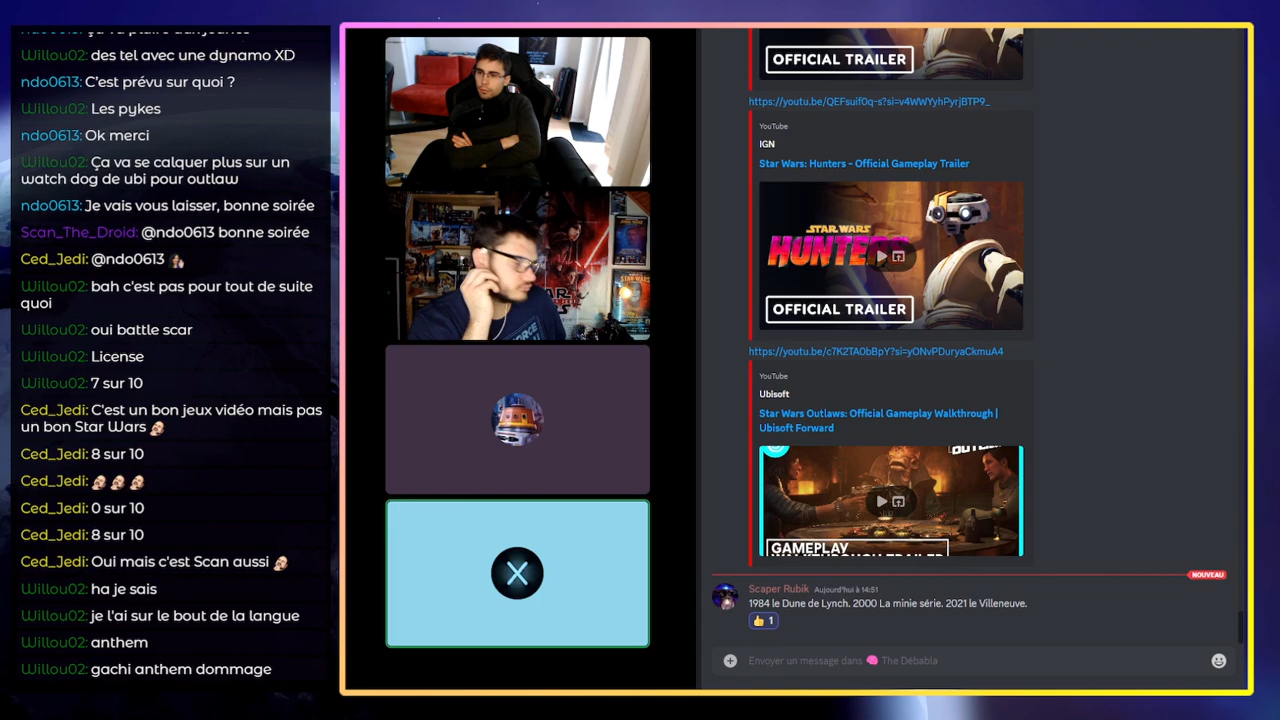 Willou02: des tel avec une dynamo XD
ndo0613: C'est prévu sur quoi ?
Willou02: Les pykes
ndo0613: Ok merci
Willou02: Ça va se calquer plus sur un
watch dog de ubi pour outlaw
ndo0613: Je vais vous laisser, bonne soirée
Scan_The_Droid: @ndo0613 bonne soirée
Ced_Jedi: @ndo0613
Willou02: bah c'est pas pour tout de suite
quoi
Willou02: oui battle scar
Willou02: License
Willou02: 7 sur 10
Ced_Jedi: C'est un bon jeux vidéo mais pas
un bon Star Wars
Ced_Jedi: 8 sur 10
Ced_Jedi:
Ced_Jedi: 0 sur 10
Ced_Jedi: 8 sur 10
Ced_Jedi: Oui mais c'est Scan aussi
Willou02: ha je sais
Willou02: je l'ai sur le bout de la langue
Willou02: anthem
Willou02: gachi anthem dommage
OFFICIAL TRAILER
https://youtu.be/QEFsuif0q-s?si=v4WWYyhPyrjBTP9_
YouTube
IGN
Star Wars: Hunters - Official Gameplay Trailer
STAR WARS
HUNTERS
OFFICIAL TRAILER
https://youtu.be/c7K2TA0bBpY?si=yONvPDuryaCkmuA4
YouTube
Ubisoft
Star Wars Outlaws: Official Gameplay Walkthrough |
Ubisoft Forward
GAMEPLAY
WALKTHROUGH TRAILER
NOUVEAU
Scaper Rubik Aujourd'hui à 14:51
1984 le Dune de Lynch. 2000 La minie série. 2021 le Villeneuve.
👍 1
Envoyer un message dans 🧠 The Débabla